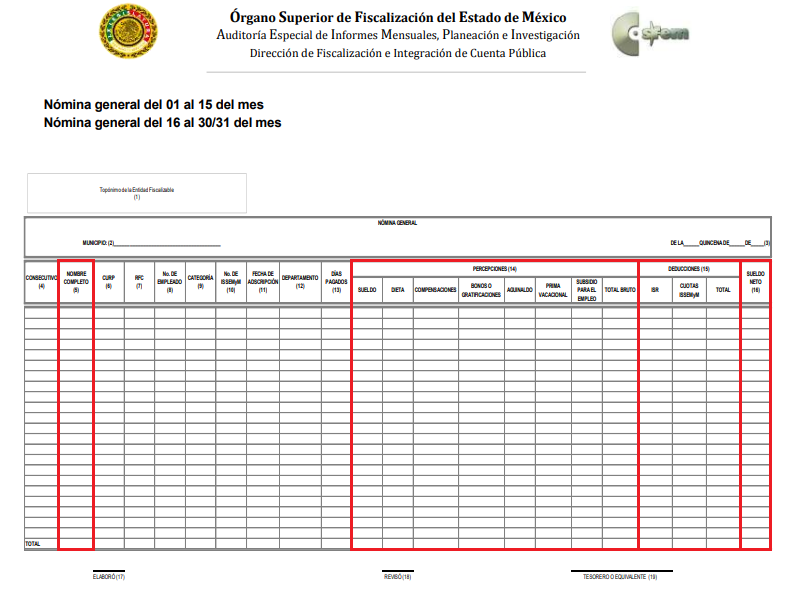 Órgano Superior de Fiscalización del Estado de México
Auditoría Especial de Informes Mensuales, Planeación e Investigación
Dirección de Fiscalización e Integración de Cuenta Pública
osfem
Nómina general del 01 al 15 del mes
Nómina general del 16 al 30/31 del mes
Topónimo de la Entidad Fiscalizable
(1)
NÓMINA GENERAL
MUNICIPIO: (2)____________________ DE LA_____QUINCENA DE_____DE_____(3)
CONSECUTIVO (4)
NOMBRE COMPLETO (5)
CURP (6)
RFC (7)
No. DE EMPLEADO (8)
CATEGORÍA (9)
No. DE ISSEMyM (10)
FECHA DE ADSCRIPCIÓN (11)
DEPARTAMENTO (12)
DÍAS PAGADOS (13)
PERCEPCIONES (14)
SUELDO
DIETA
COMPENSACIONES
BONOS O GRATIFICACIONES
AQUINALDO
PRIMA VACACIONAL
SUBSIDIO PARA EL EMPLEO
TOTAL BRUTO
DEDUCCIONES (15)
ISR
CUOTAS ISSEMyM
TOTAL
SUELDO NETO (16)
TOTAL
ELABORÓ (17)
REVISÓ (18)
TESORERO O EQUIVALENTE (19)